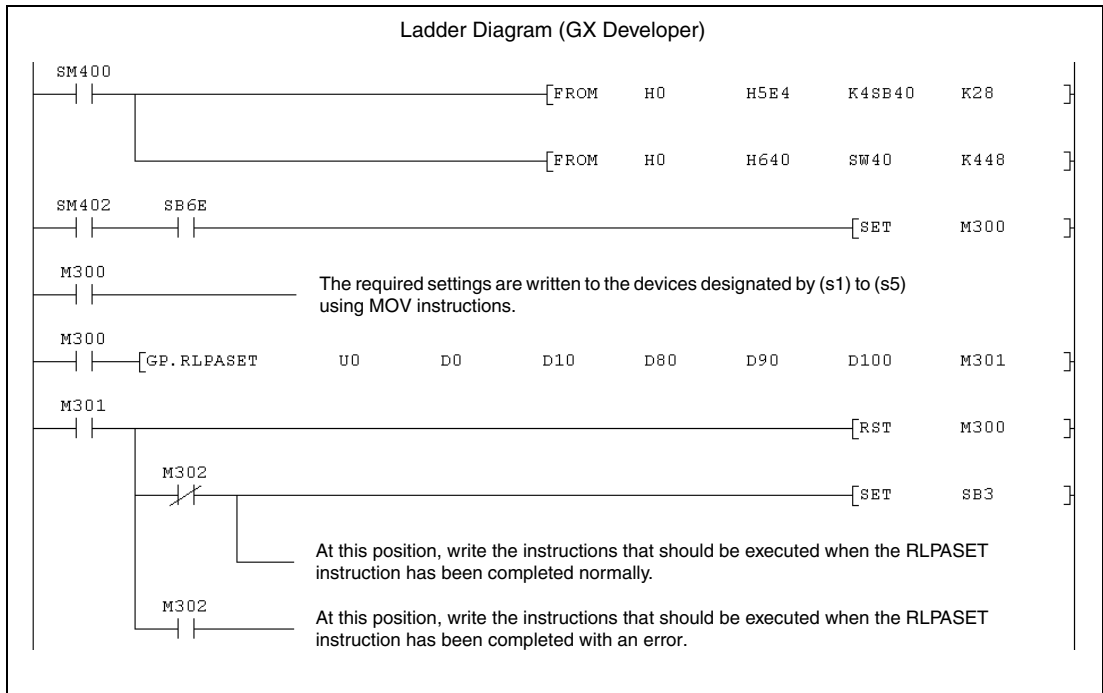 Ladder Diagram (GX Developer)
SM400
[FROM H0 H5E4 K4SB40 K28 ]
[FROM H0 H640 SW40 K448 ]
SM402 SB6E
[SET M300 ]
M300
The required settings are written to the devices designated by (s1) to (s5)
using MOV instructions.
M300
[GP.RLPASET U0 D0 D10 D80 D90 D100 M301 ]
M301
[RST M300 ]
M302
[SET SB3 ]
At this position, write the instructions that should be executed when the RLPASET
instruction has been completed normally.
M302
At this position, write the instructions that should be executed when the RLPASET
instruction has been completed with an error.